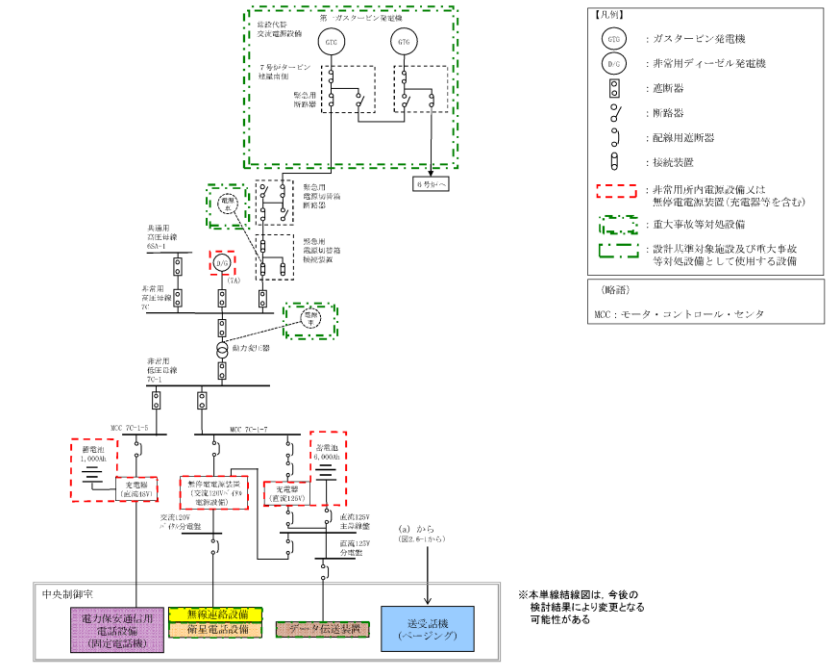 常設代替
交流電源設備
第一ガスタービン発電機
GTG
GTG
7号炉タービン
建屋南側
緊急用
断路器
6号炉へ
緊急用
電源切替箱
断路器
電源
車
緊急用
電源切替箱
接続装置
共通用
高圧母線
6SA-1
D/G
(7A)
非常用
高圧母線
7C
電源
車
動力変圧器
非常用
低圧母線
7C-1
MCC 7C-1-5
MCC 7C-1-7
蓄電池
1,000Ah
充電器
(直流48V)
無停電電源装置
(交流120Vバイタル
電源設備)
充電器
(直流125V)
蓄電池
6,000Ah
交流120V
バイタル分電盤
直流125V
主母線盤
直流125V
分電盤
(a) から
(図2.6-1から)
中央制御室
電力保安通信用
電話設備
(固定電話機)
無線連絡設備
衛星電話設備
データ伝送装置
送受話機
(ページング)
【凡例】
GTG
：ガスタービン発電機
D/G
：非常用ディーゼル発電機
：遮断器
：断路器
：配線用遮断器
：接続装置
：非常用所内電源設備又は
無停電電源装置(充電器等を含む)
：重大事故等対処設備
：設計基準対象施設及び重大事故
等対処設備として使用する設備
(略語)
MCC：モータ・コントロール・センタ
※本単線結線図は、今後の
検討結果により変更となる
可能性がある